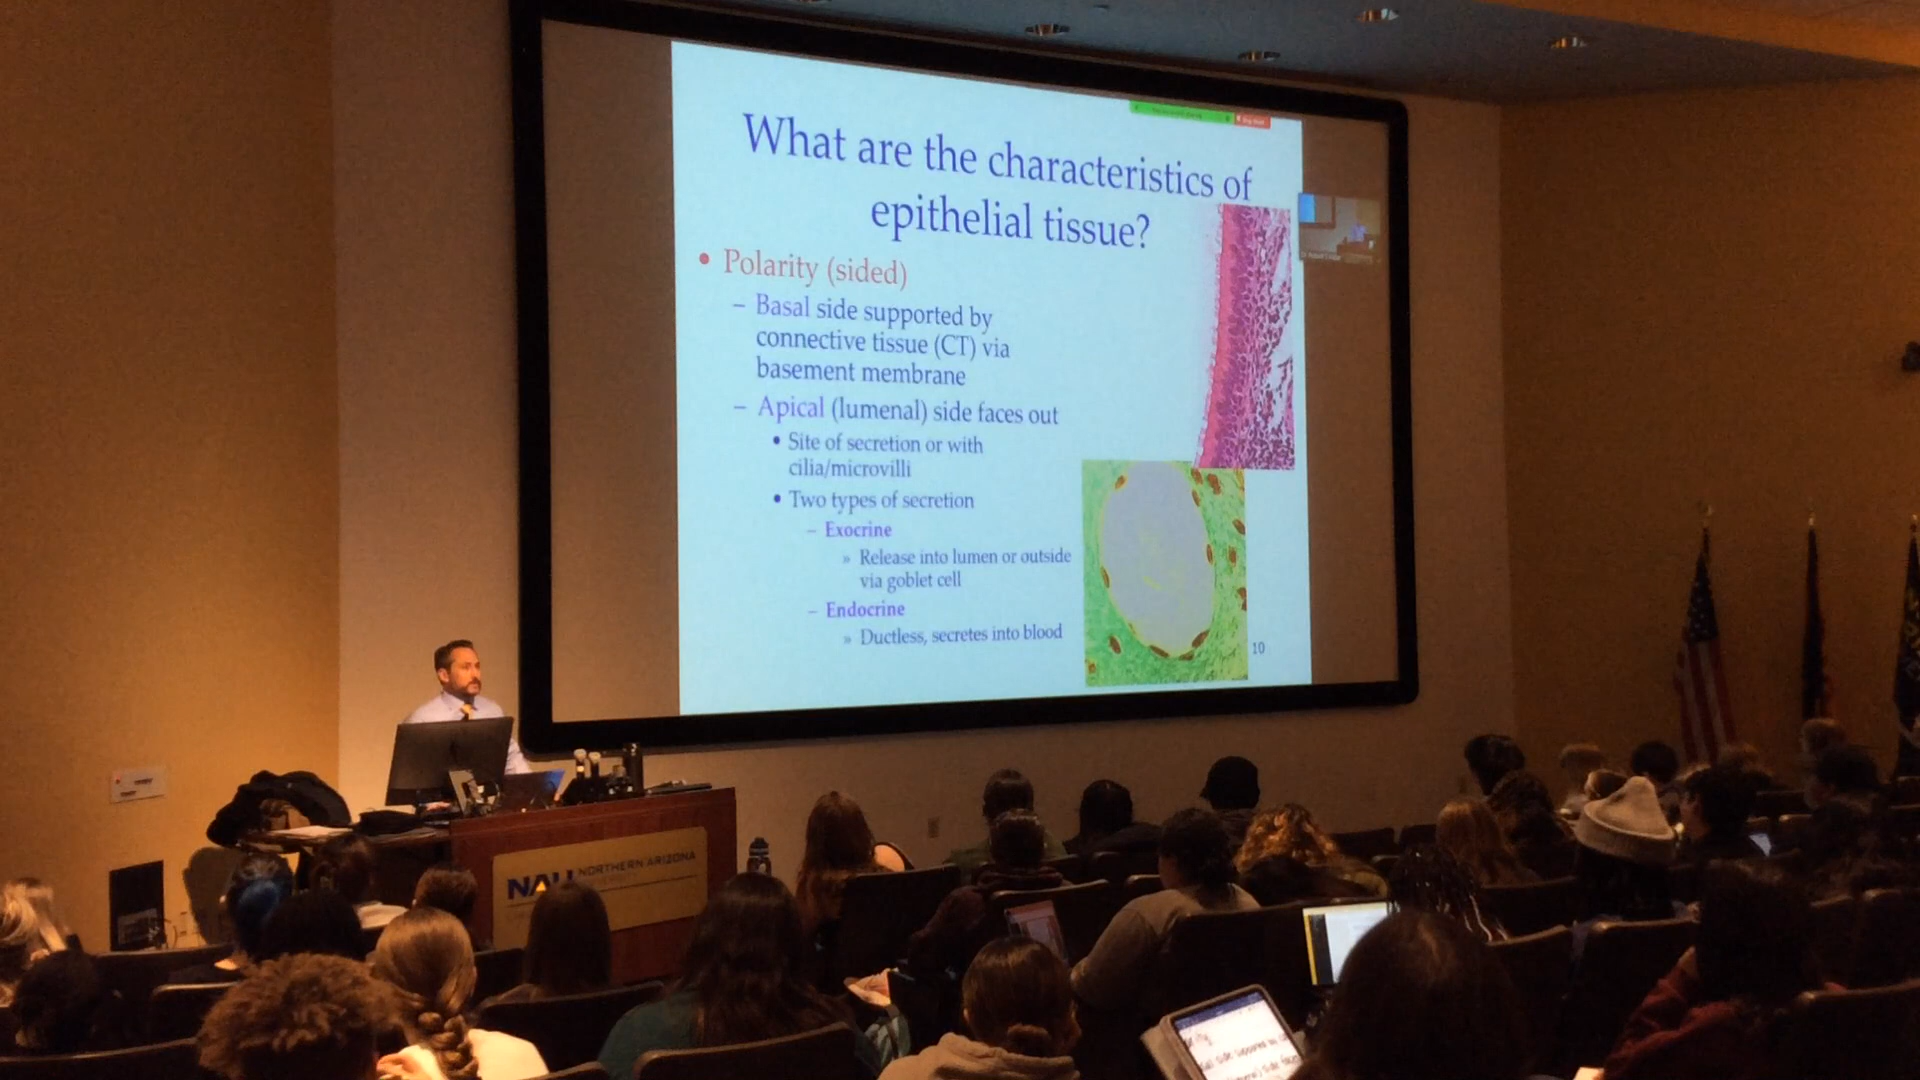 What are the characteristics of
epithelial tissue?
• Polarity (sided)
– Basal side supported by
connective tissue (CT) via
basement membrane
– Apical (lumenal) side faces out
• Site of secretion or with
cilia/microvilli
• Two types of secretion
– Exocrine
» Release into lumen or outside
via goblet cell
– Endocrine
» Ductless, secretes into blood
10
NAU NORTHERN ARIZONA